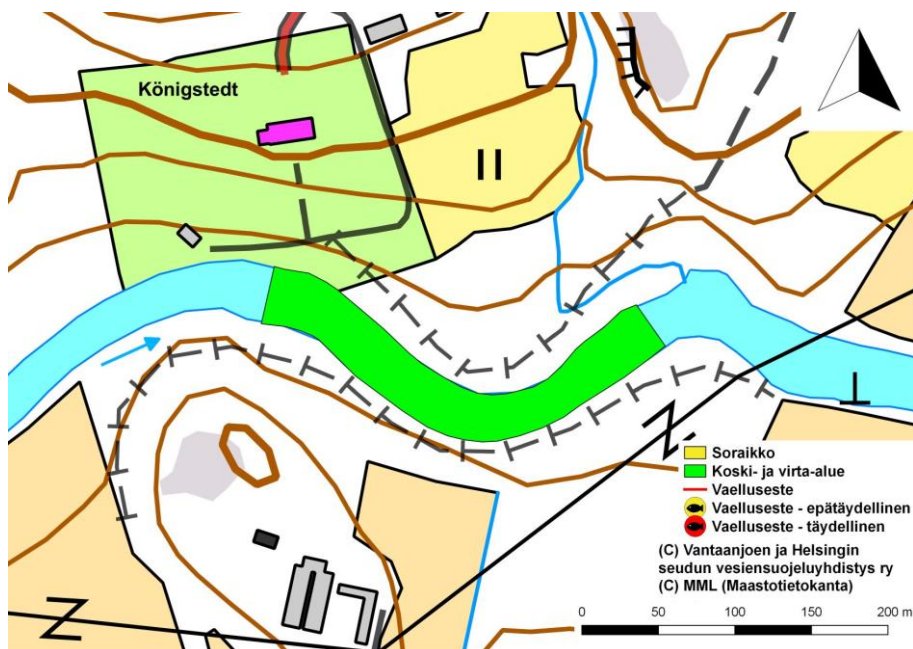 Königstedt
Soraikko
Koski- ja virta-alue
Vaelluseste
Vaelluseste - epätäydellinen
Vaelluseste - täydellinen
(C) Vantaanjoen ja Helsingin
seudun vesiensuojeluyhdistys ry
(C) MML (Maastotietokanta)
0 50 100 150 200 m